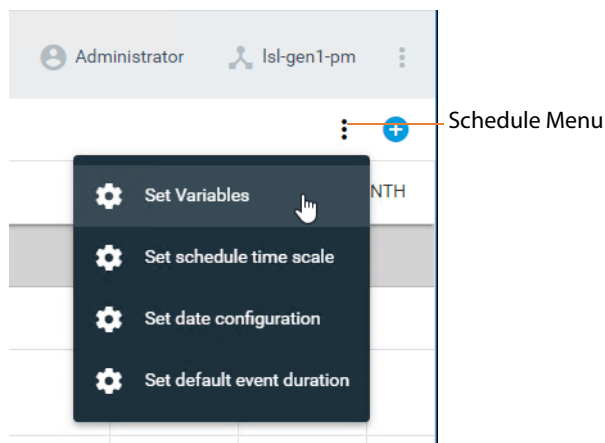 Administrator lsl-gen1-pm
Schedule Menu
Set Variables
NTH
Set schedule time scale
Set date configuration
Set default event duration